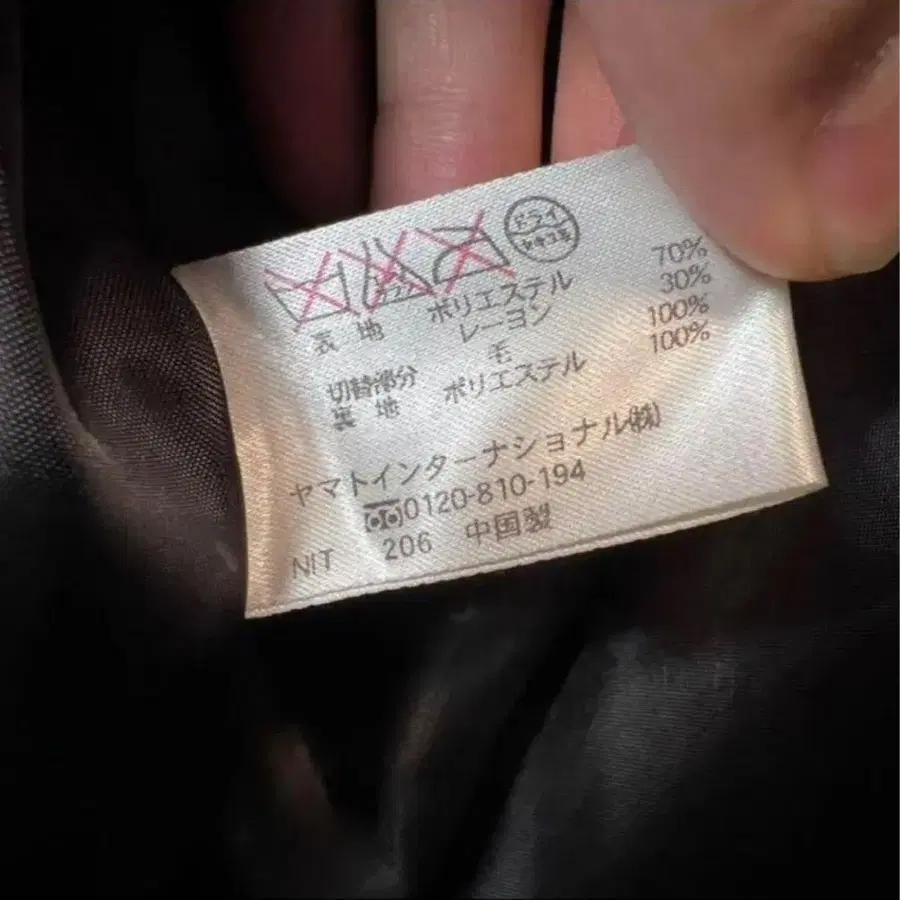 ドライ
セキユ系
表地 ポリエステル 70%
レーヨン 30%
切替部分 毛 100%
裏地 ポリエステル 100%
ヤマトインターナショナル(株)
0120-810-194
NIT 206 中国製